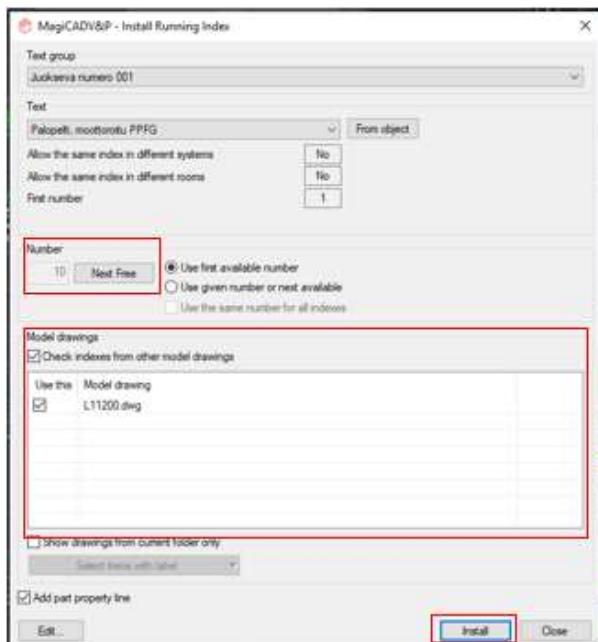 MagiCADV&P - Install Running Index
Text group
Juokseva numero 001
Text
Palopelti, moottoroitu PPFG From object
Allow the same index in different systems No
Allow the same index in different rooms No
First number 1
Number
10 Next Free
Use first available number
Use given number or next available
Use the same number for all indexes
Model drawings
Check indexes from other model drawings
Use this Model drawing
L11200.dwg
Show drawings from current folder only
Select items with label
Add part property line
Edit... Install Close